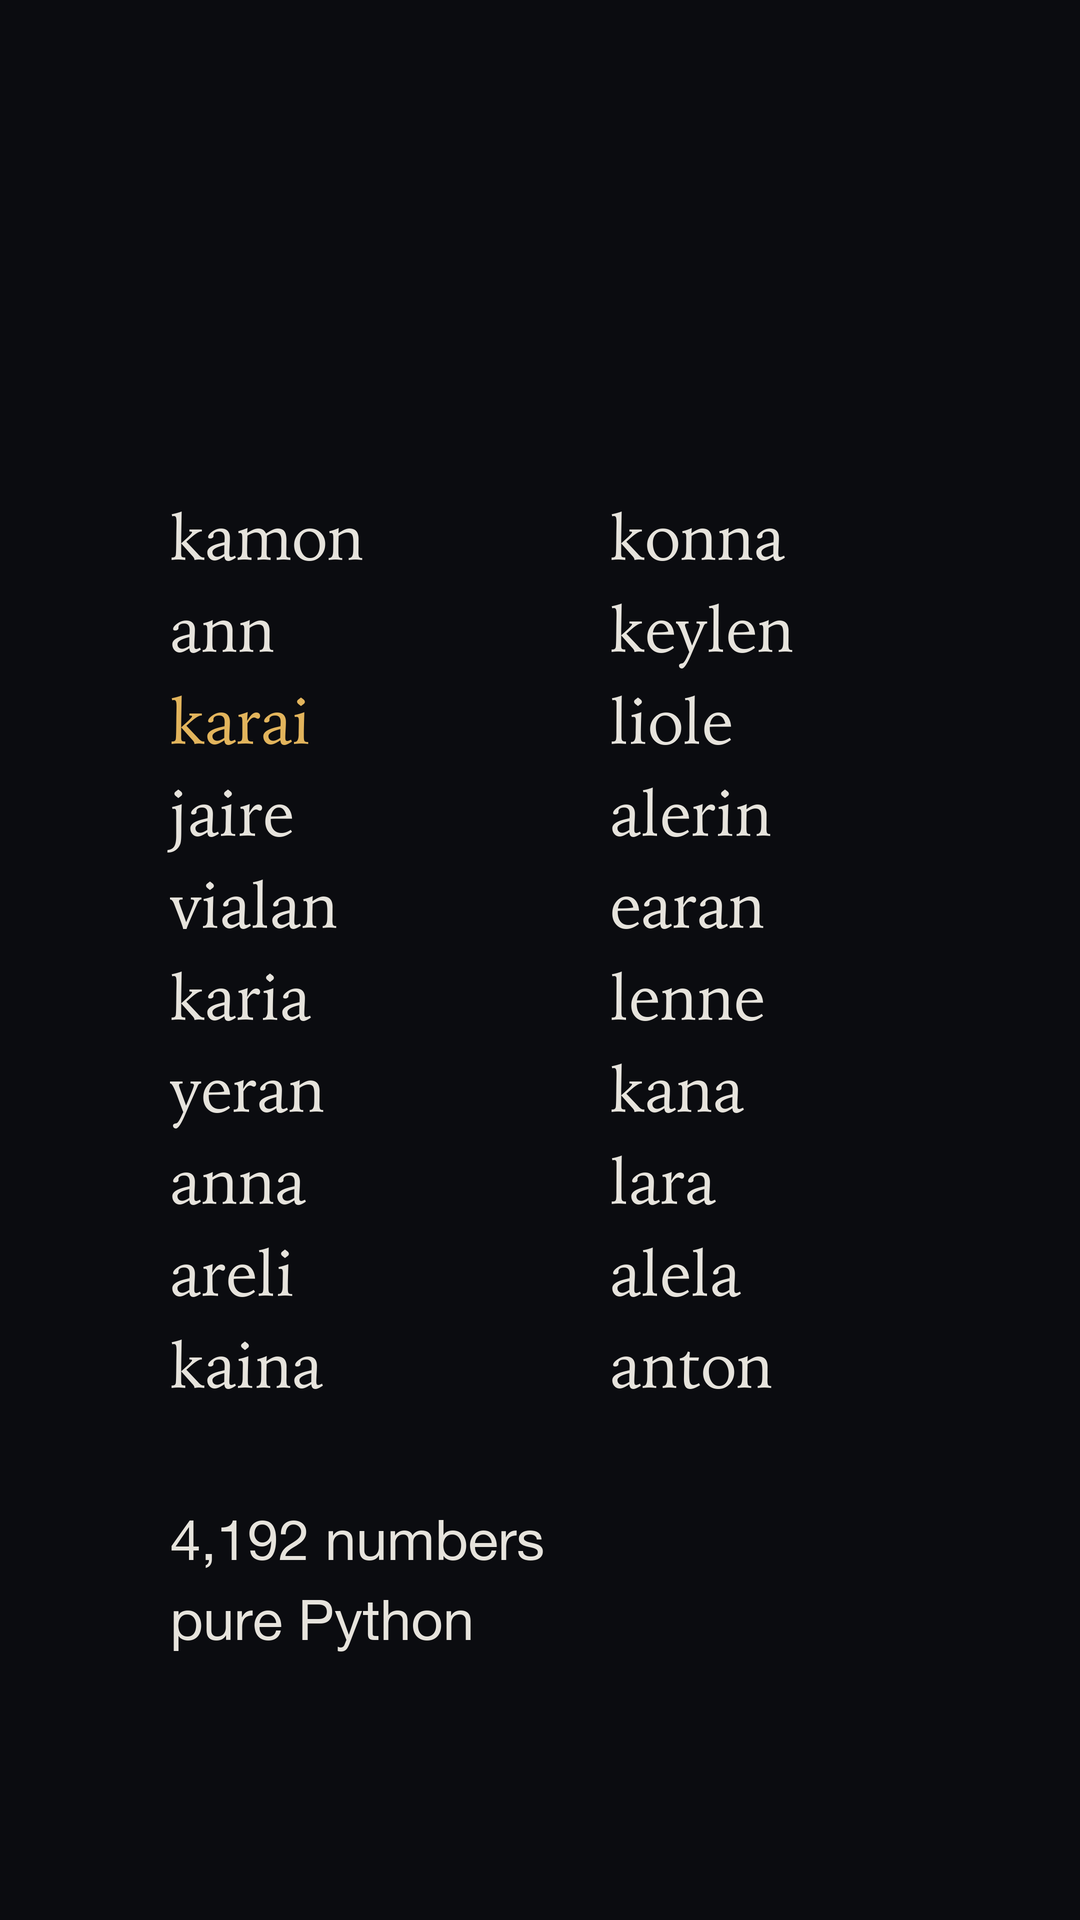 kamon
ann
karai
jaire
vialan
karia
yeran
anna
areli
kaina
konna
keylen
liole
alerin
earan
lenne
kana
lara
alela
anton
4,192 numbers
pure Python